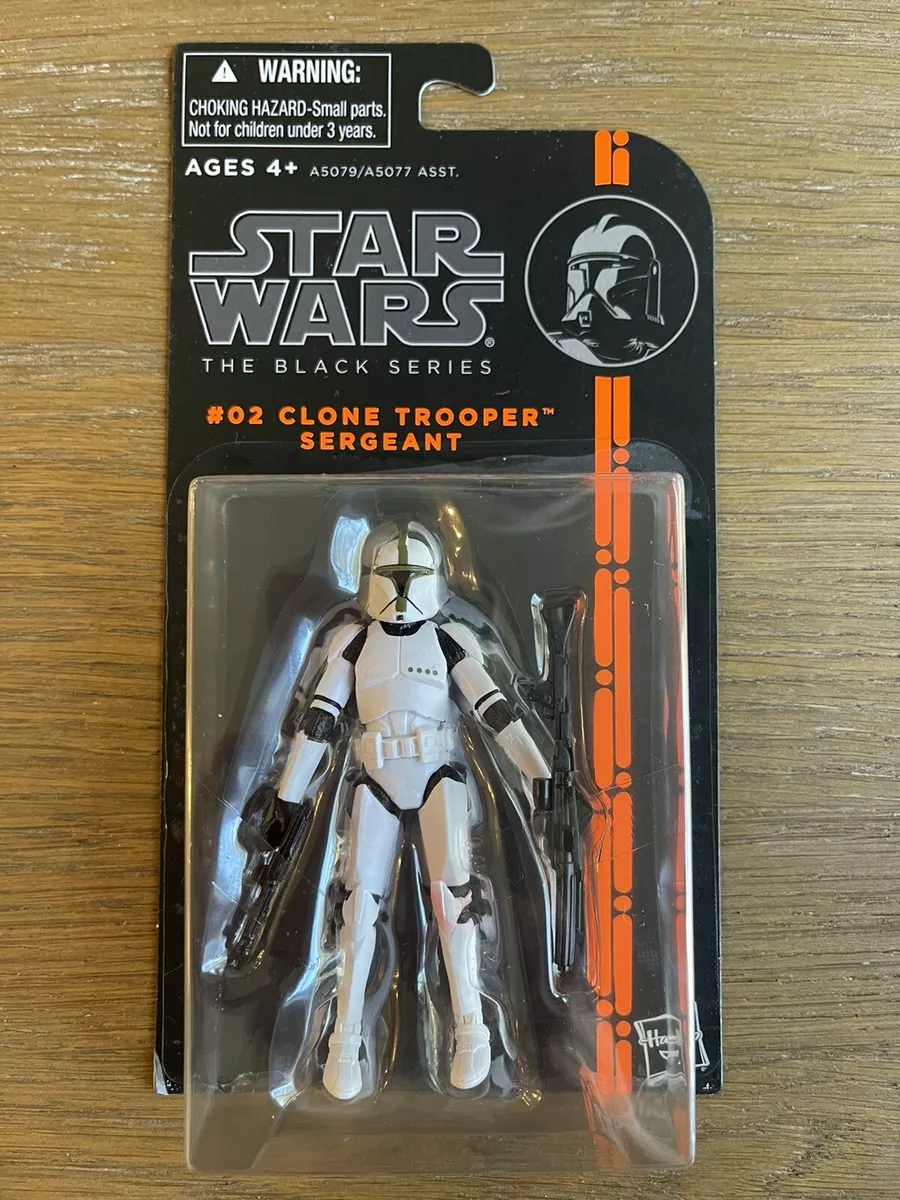 WARNING:
CHOKING HAZARD-Small parts.
Not for children under 3 years.
AGES 4+ A5079/A5077 ASST.
STAR
WARS®
THE BLACK SERIES
#02 CLONE TROOPER™
SERGEANT